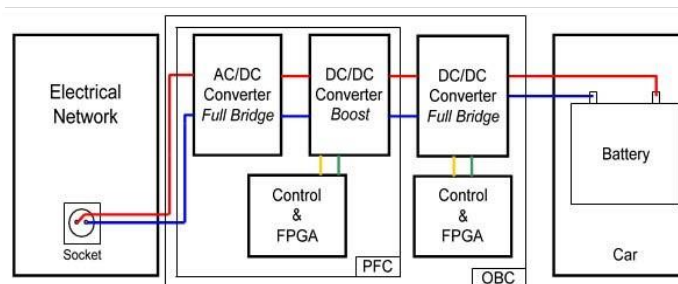 Electrical
Network
Socket
AC/DC
Converter
Full Bridge
DC/DC
Converter
Boost
Control
&
FPGA
PFC
DC/DC
Converter
Full Bridge
Control
&
FPGA
OBC
Battery
Car